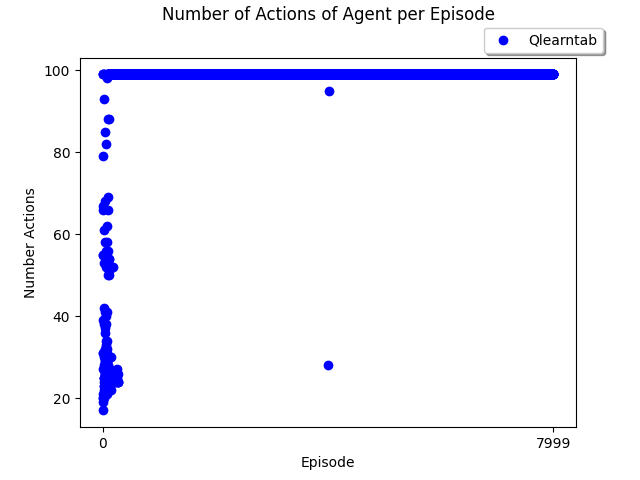 Number of Actions of Agent per Episode
Qlearntab
100
80
60
40
20
Number Actions
0
7999
Episode